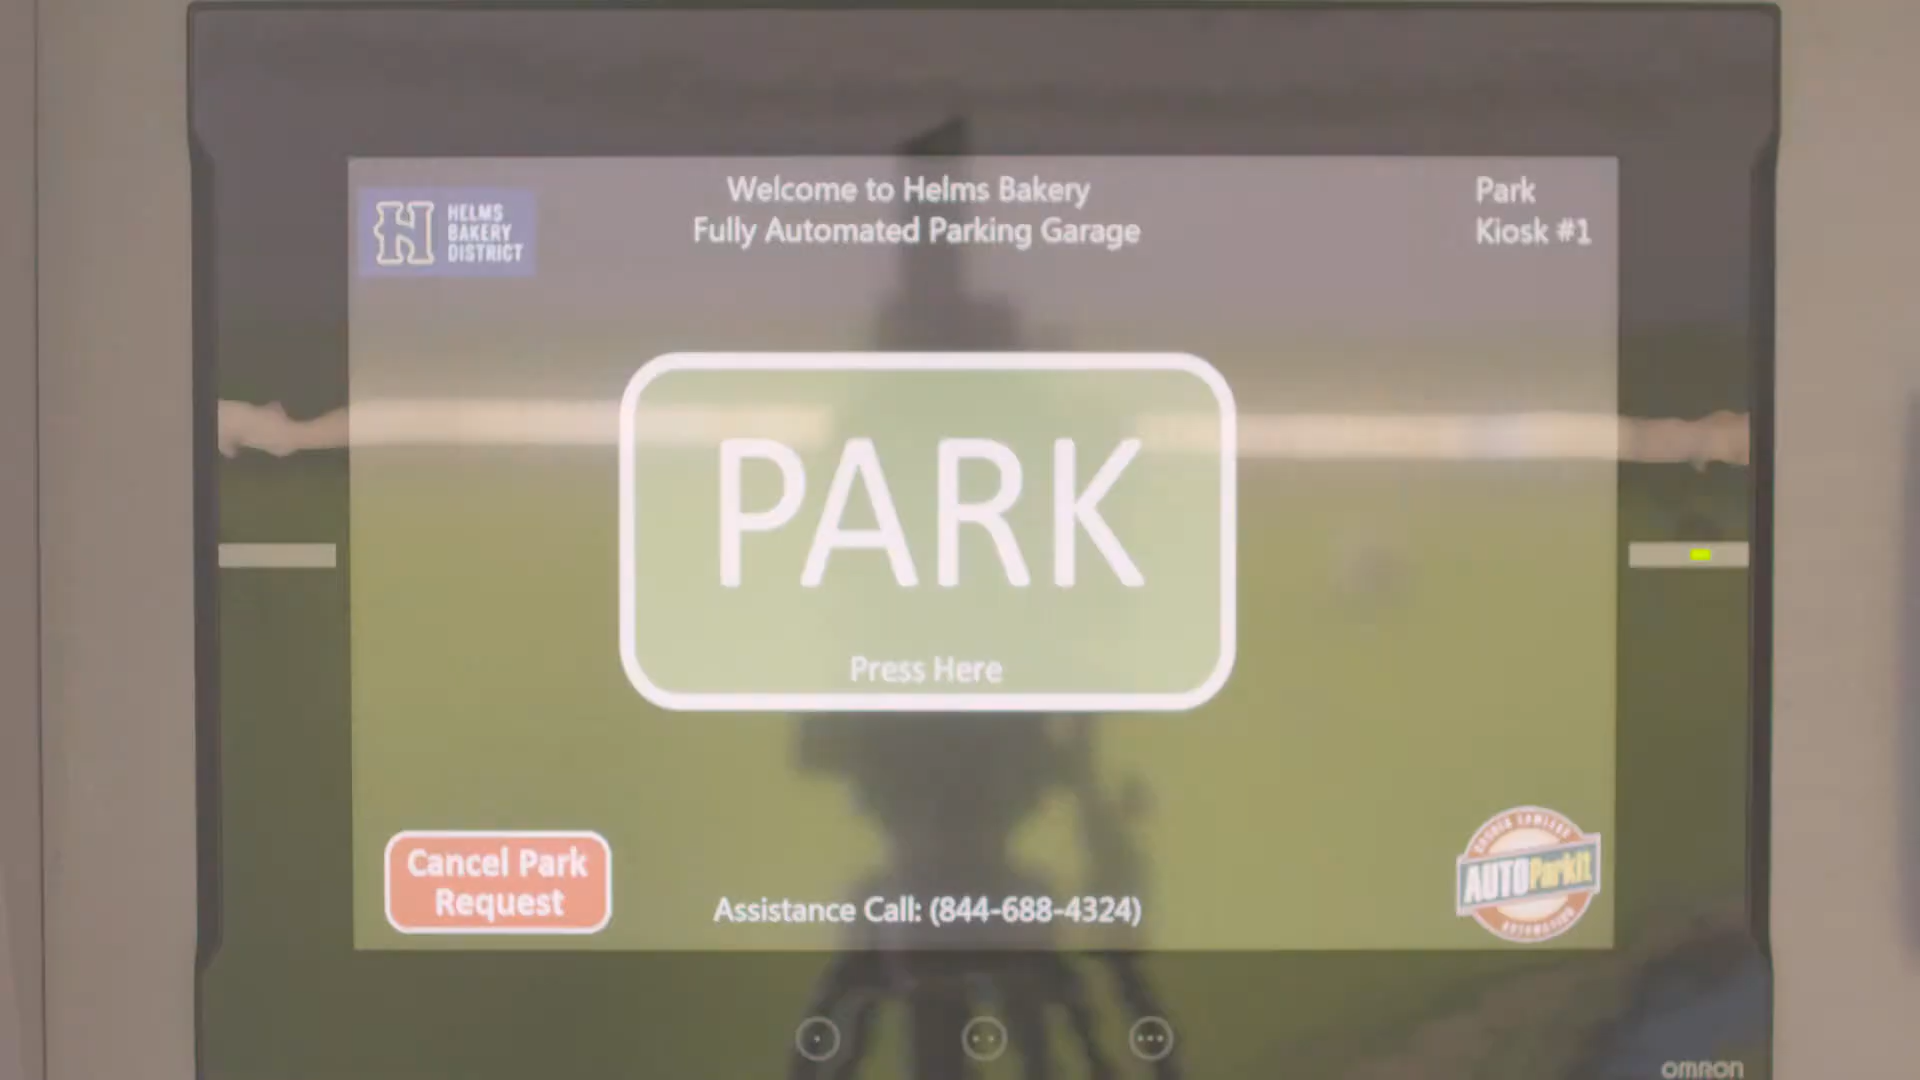 HELMS
BAKERY
DISTRICT
Welcome to Helms Bakery
Fully Automated Parking Garage
Park
Kiosk #1
PARK
Press Here
Cancel Park
Request
Assistance Call: (844-688-4324)
AUTOParkit
OMRON